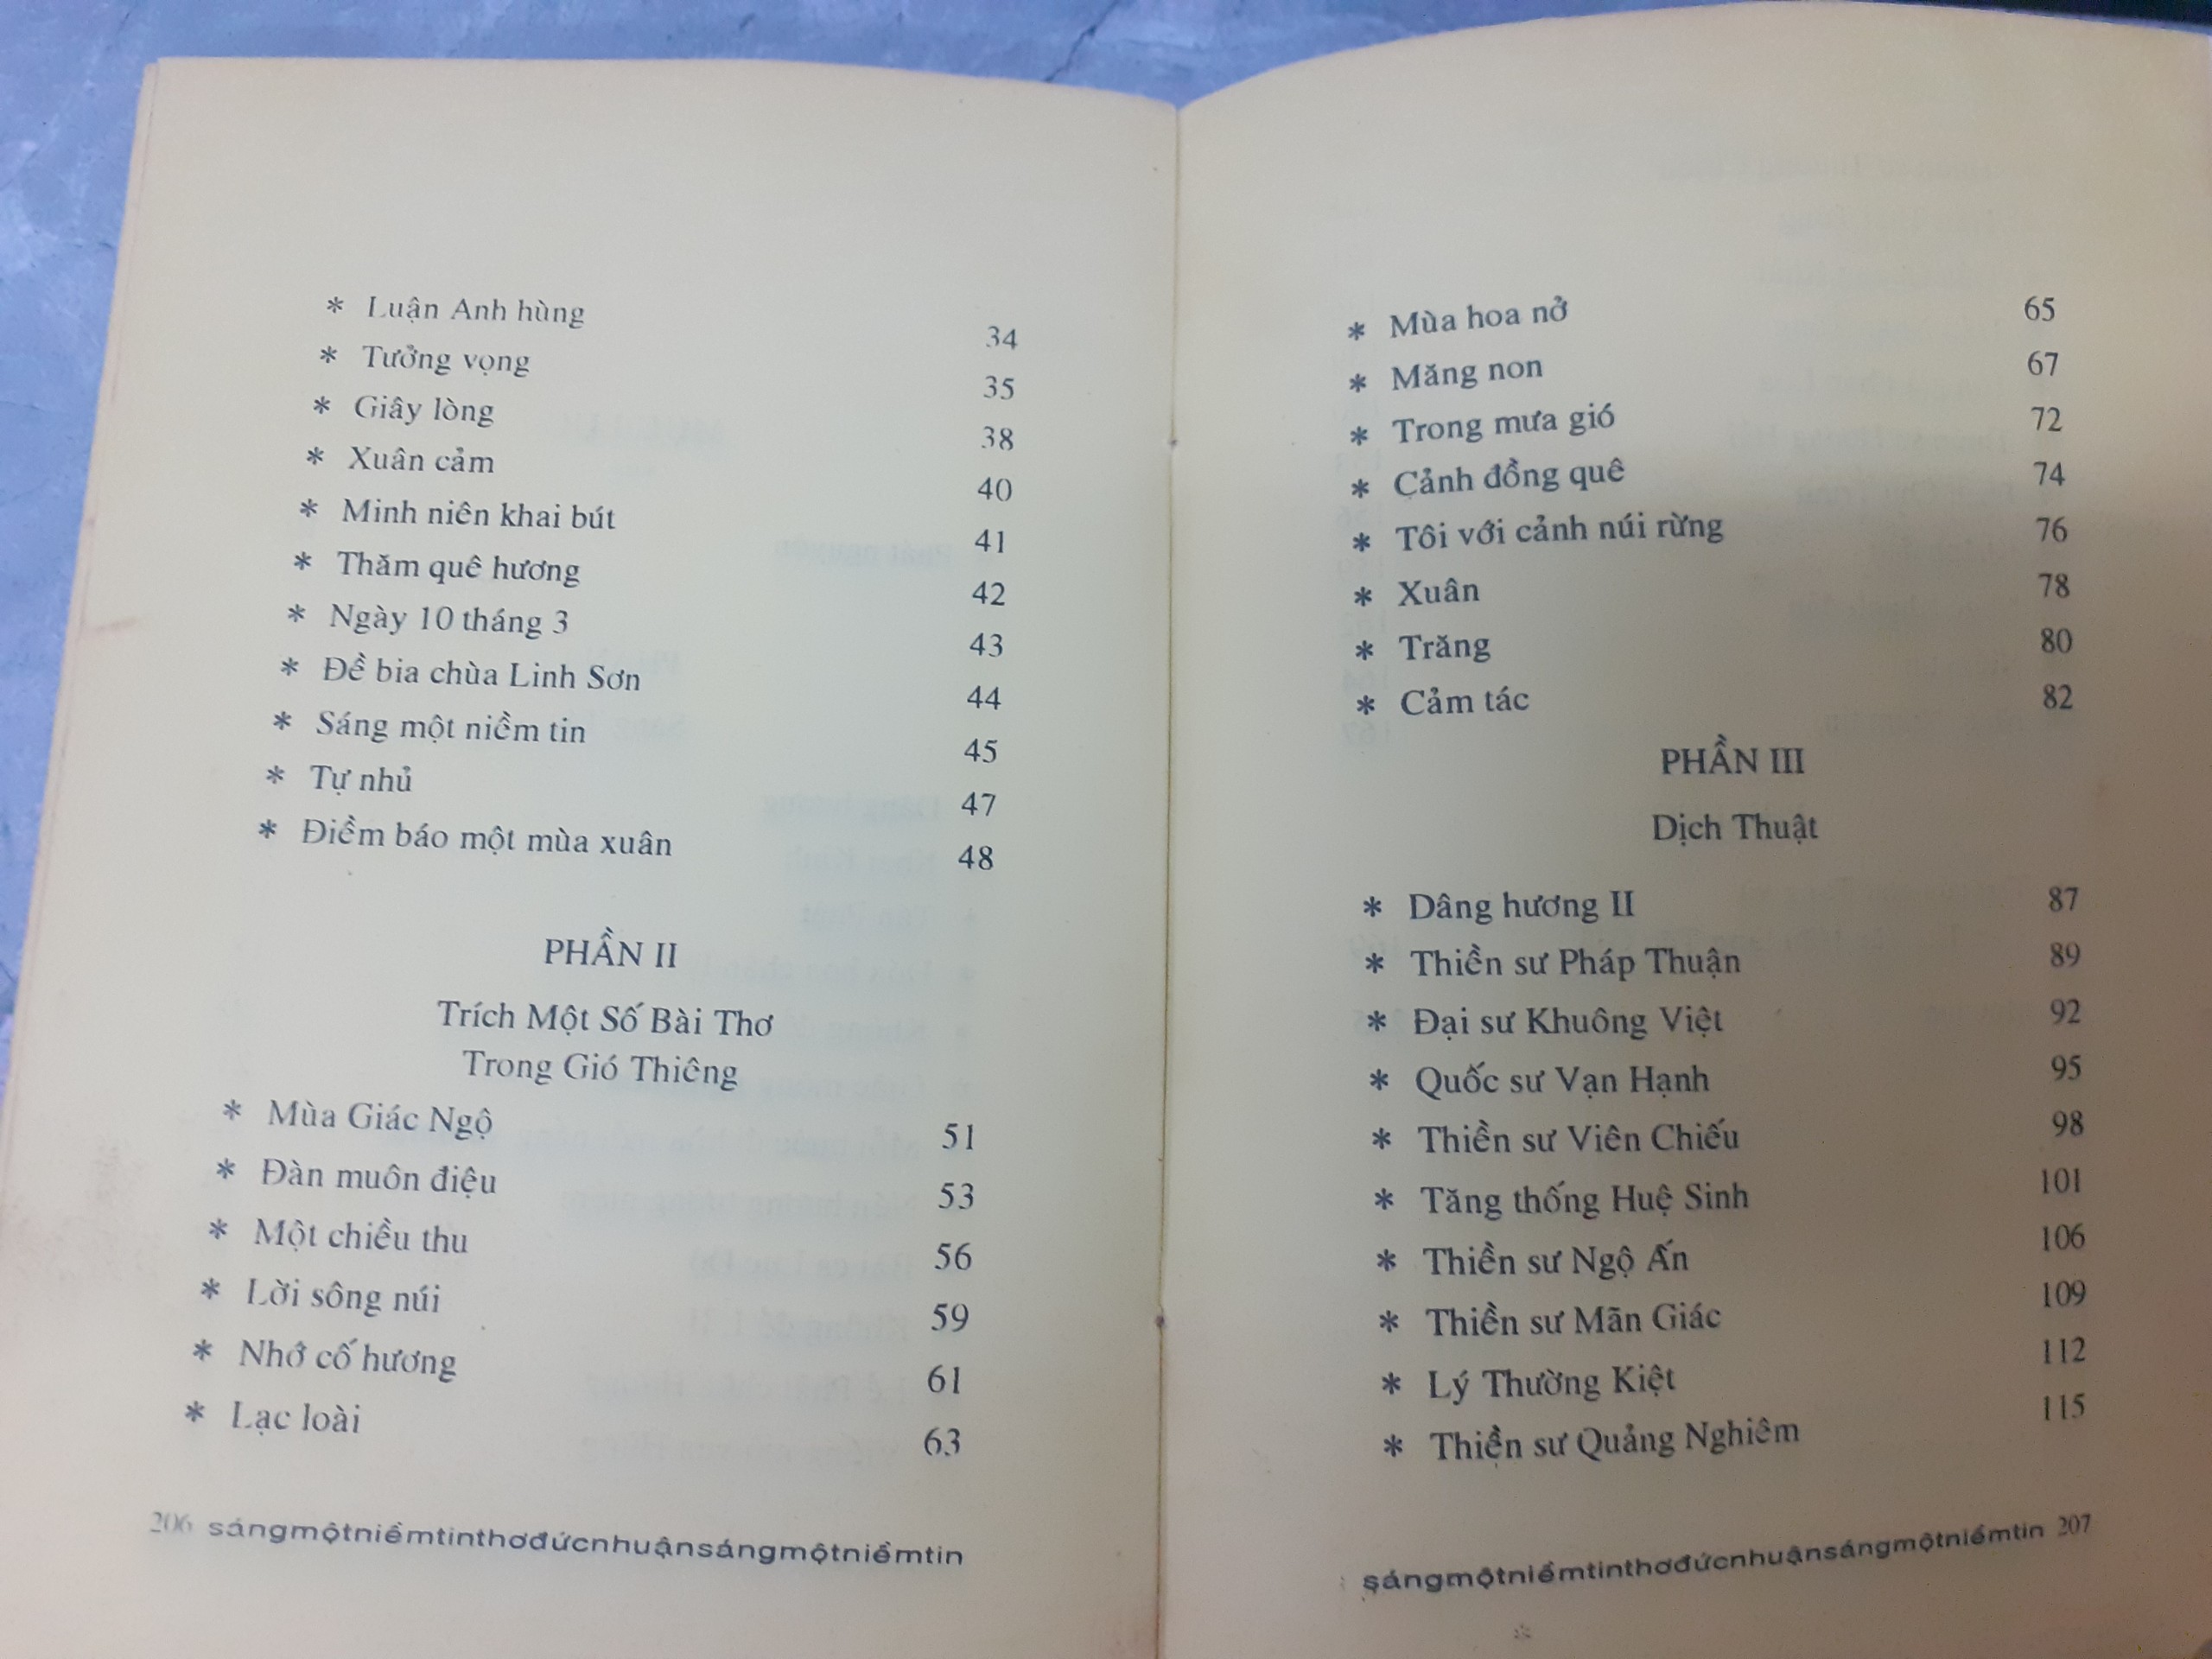 * Luận Anh hùng 34
* Tưởng vọng 35
* Giây lòng 38
* Xuân cảm 40
* Minh niên khai bút 41
* Thăm quê hương 42
* Ngày 10 tháng 3 43
* Đề bia chùa Linh Sơn 44
* Sáng một niềm tin 45
* Tự nhủ 47
* Điềm báo một mùa xuân 48
PHẦN II
Trích Một Số Bài Thơ
Trong Gió Thiêng
* Mùa Giác Ngộ 51
* Đàn muôn điệu 53
* Một chiều thu 56
* Lời sông núi 59
* Nhớ cố hương 61
* Lạc loài 63
206 sángmộtniềmtinthơđứcnhuậnsángmộtniềmtin
* Mùa hoa nở 65
* Măng non 67
* Trong mưa gió 72
* Cảnh đồng quê 74
* Tôi với cảnh núi rừng 76
* Xuân 78
* Trăng 80
* Cảm tác 82
PHẦN III
Dịch Thuật
* Dâng hương II 87
* Thiền sư Pháp Thuận 89
* Đại sư Khuông Việt 92
* Quốc sư Vạn Hạnh 95
* Thiền sư Viên Chiếu 98
* Tăng thống Huệ Sinh 101
* Thiền sư Ngộ Ấn 106
* Thiền sư Mãn Giác 109
* Lý Thường Kiệt 112
* Thiền sư Quảng Nghiêm 115
sángmộtniềmtinthơđứcnhuậnsángmộtniềmtin 207